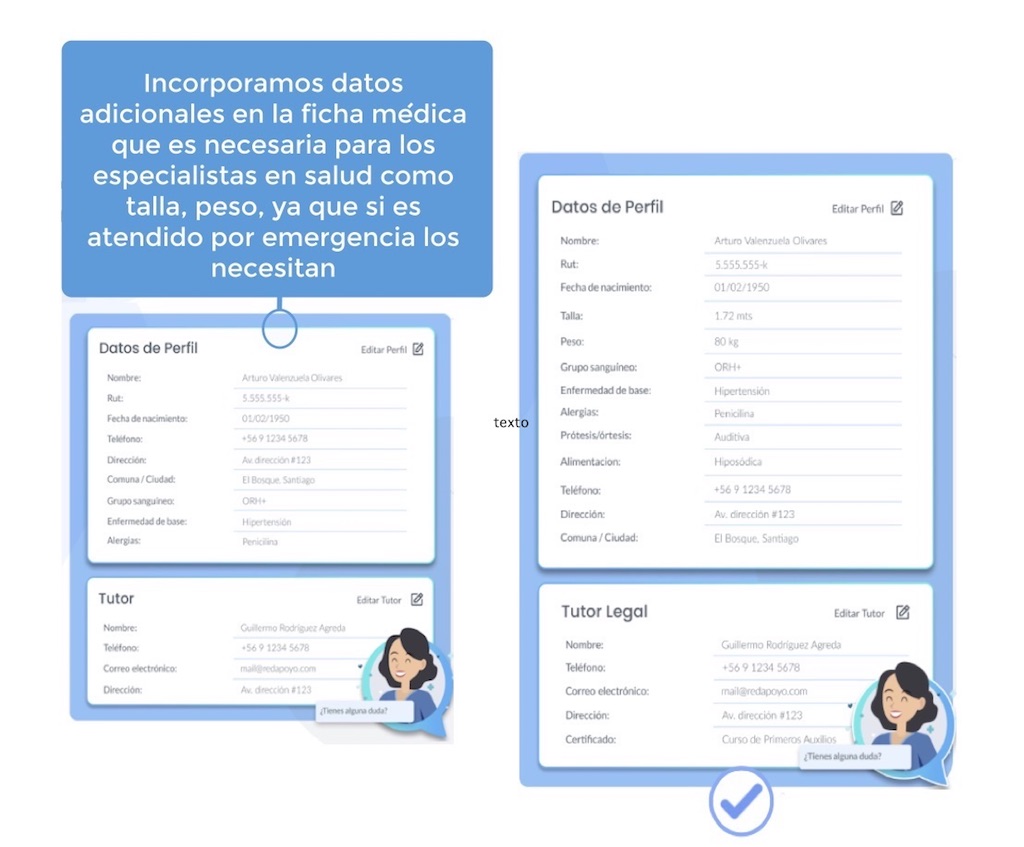 Incorporamos datos
adicionales en la ficha médica
que es necesaria para los
especialistas en salud como
talla, peso, ya que si es
atendido por emergencia los
necesitan
Datos de Perfil Editar Perfil
Nombre: Arturo Valenzuela Olivares
Rut: 5.555.555-k
Fecha de nacimiento: 01/02/1950
Teléfono: +56 9 1234 5678
Dirección: Av. dirección #123
Comuna / Ciudad: El Bosque, Santiago
Grupo sanguíneo: ORH+
Enfermedad de base: Hipertensión
Alergias: Penicilina
Tutor Editar Tutor
Nombre: Guillermo Rodríguez Agreda
Teléfono: +56 9 1234 5678
Correo electrónico: mail@redapoyo.com
Dirección: Av. dirección #123
¿Tienes alguna duda?
texto
Datos de Perfil Editar Perfil
Nombre: Arturo Valenzuela Olivares
Rut: 5.555.555-k
Fecha de nacimiento: 01/02/1950
Talla: 1.72 mts
Peso: 80 kg
Grupo sanguíneo: ORH+
Enfermedad de base: Hipertensión
Alergias: Penicilina
Prótesis/órtesis: Auditiva
Alimentacion: Hiposódica
Teléfono: +56 9 1234 5678
Dirección: Av. dirección #123
Comuna / Ciudad: El Bosque, Santiago
Tutor Legal Editar Tutor
Nombre: Guillermo Rodríguez Agreda
Teléfono: +56 9 1234 5678
Correo electrónico: mail@redapoyo.com
Dirección: Av. dirección #123
Certificado: Curso de Primeros Auxilios
¿Tienes alguna duda?